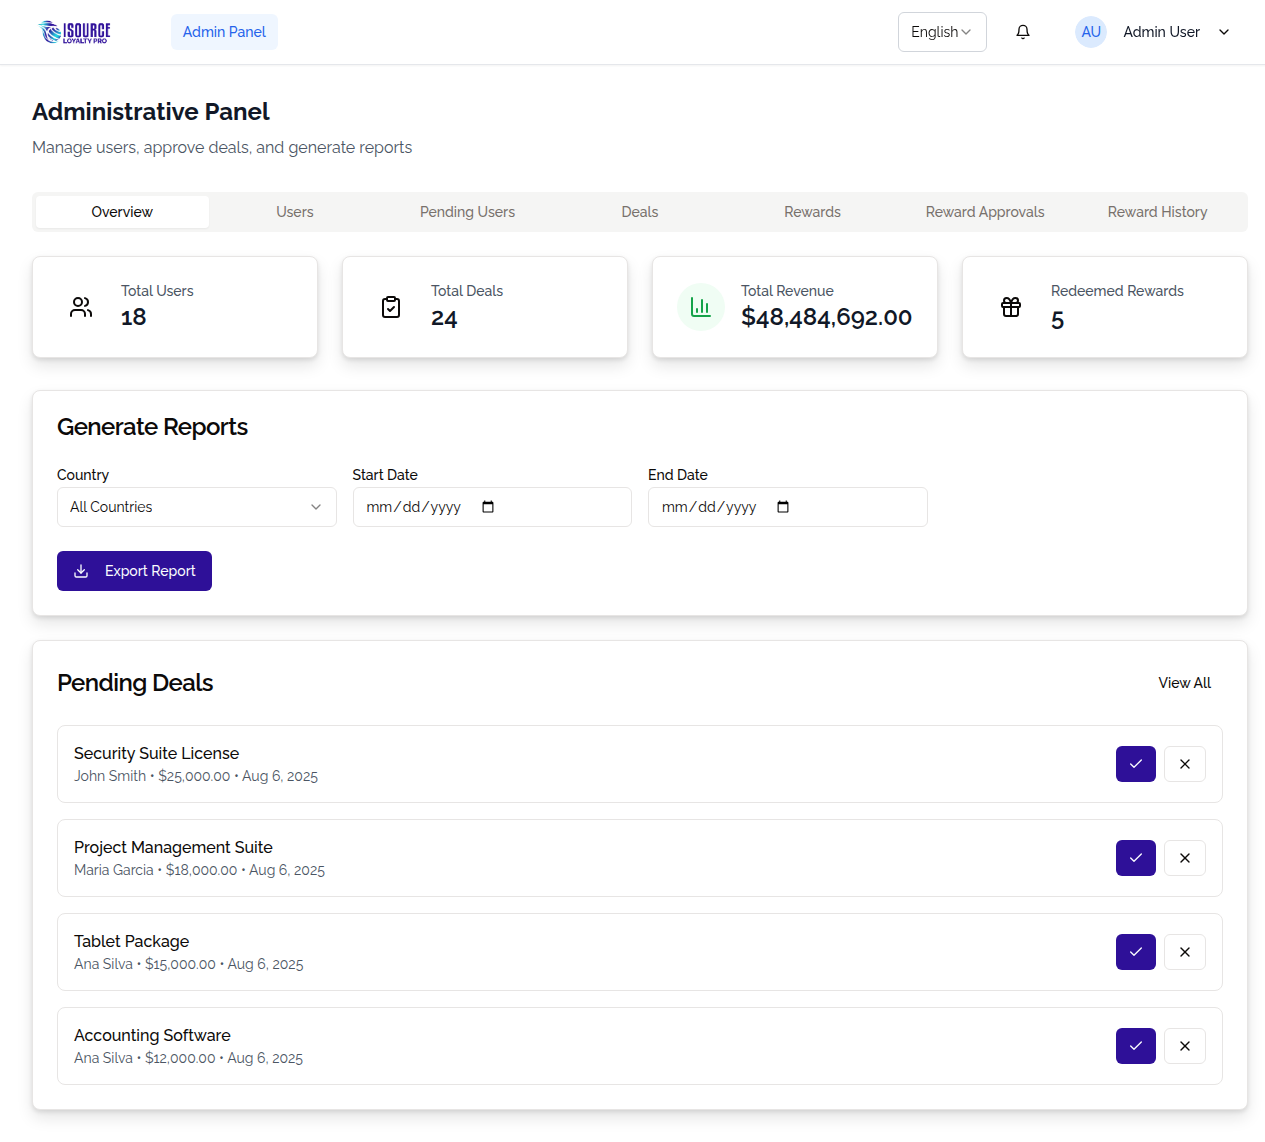 ISOURCE
LOYALTY PRO
Admin Panel
English
AU
Admin User
Administrative Panel
Manage users, approve deals, and generate reports
Overview
Users
Pending Users
Deals
Rewards
Reward Approvals
Reward History
Total Users
18
Total Deals
24
Total Revenue
$48,484,692.00
Redeemed Rewards
5
Generate Reports
Country
Start Date
End Date
All Countries
mm/dd/yyyy
mm/dd/yyyy
Export Report
Pending Deals
View All
Security Suite License
John Smith • $25,000.00 • Aug 6, 2025
Project Management Suite
Maria Garcia • $18,000.00 • Aug 6, 2025
Tablet Package
Ana Silva • $15,000.00 • Aug 6, 2025
Accounting Software
Ana Silva • $12,000.00 • Aug 6, 2025